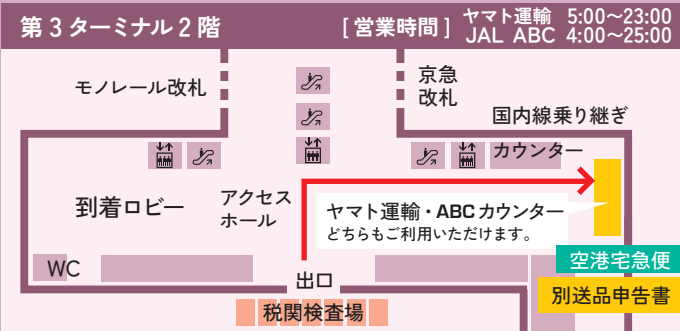 第3ターミナル2階
[営業時間] ヤマト運輸 5:00〜23:00
JAL ABC 4:00〜25:00
モノレール改札
京急
改札
国内線乗り継ぎ
カウンター
到着ロビー
アクセス
ホール
ヤマト運輸・ABCカウンター
どちらもご利用いただけます。
WC
出口
空港宅急便
別送品申告書
税関検査場